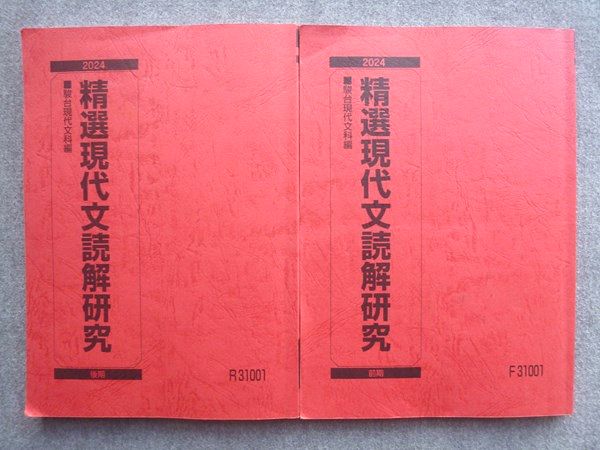 2024
精選現代文読解研究
■駿台現代文科編
後期
R31001
2024
精選現代文読解研究
■駿台現代文科編
前期
F31001